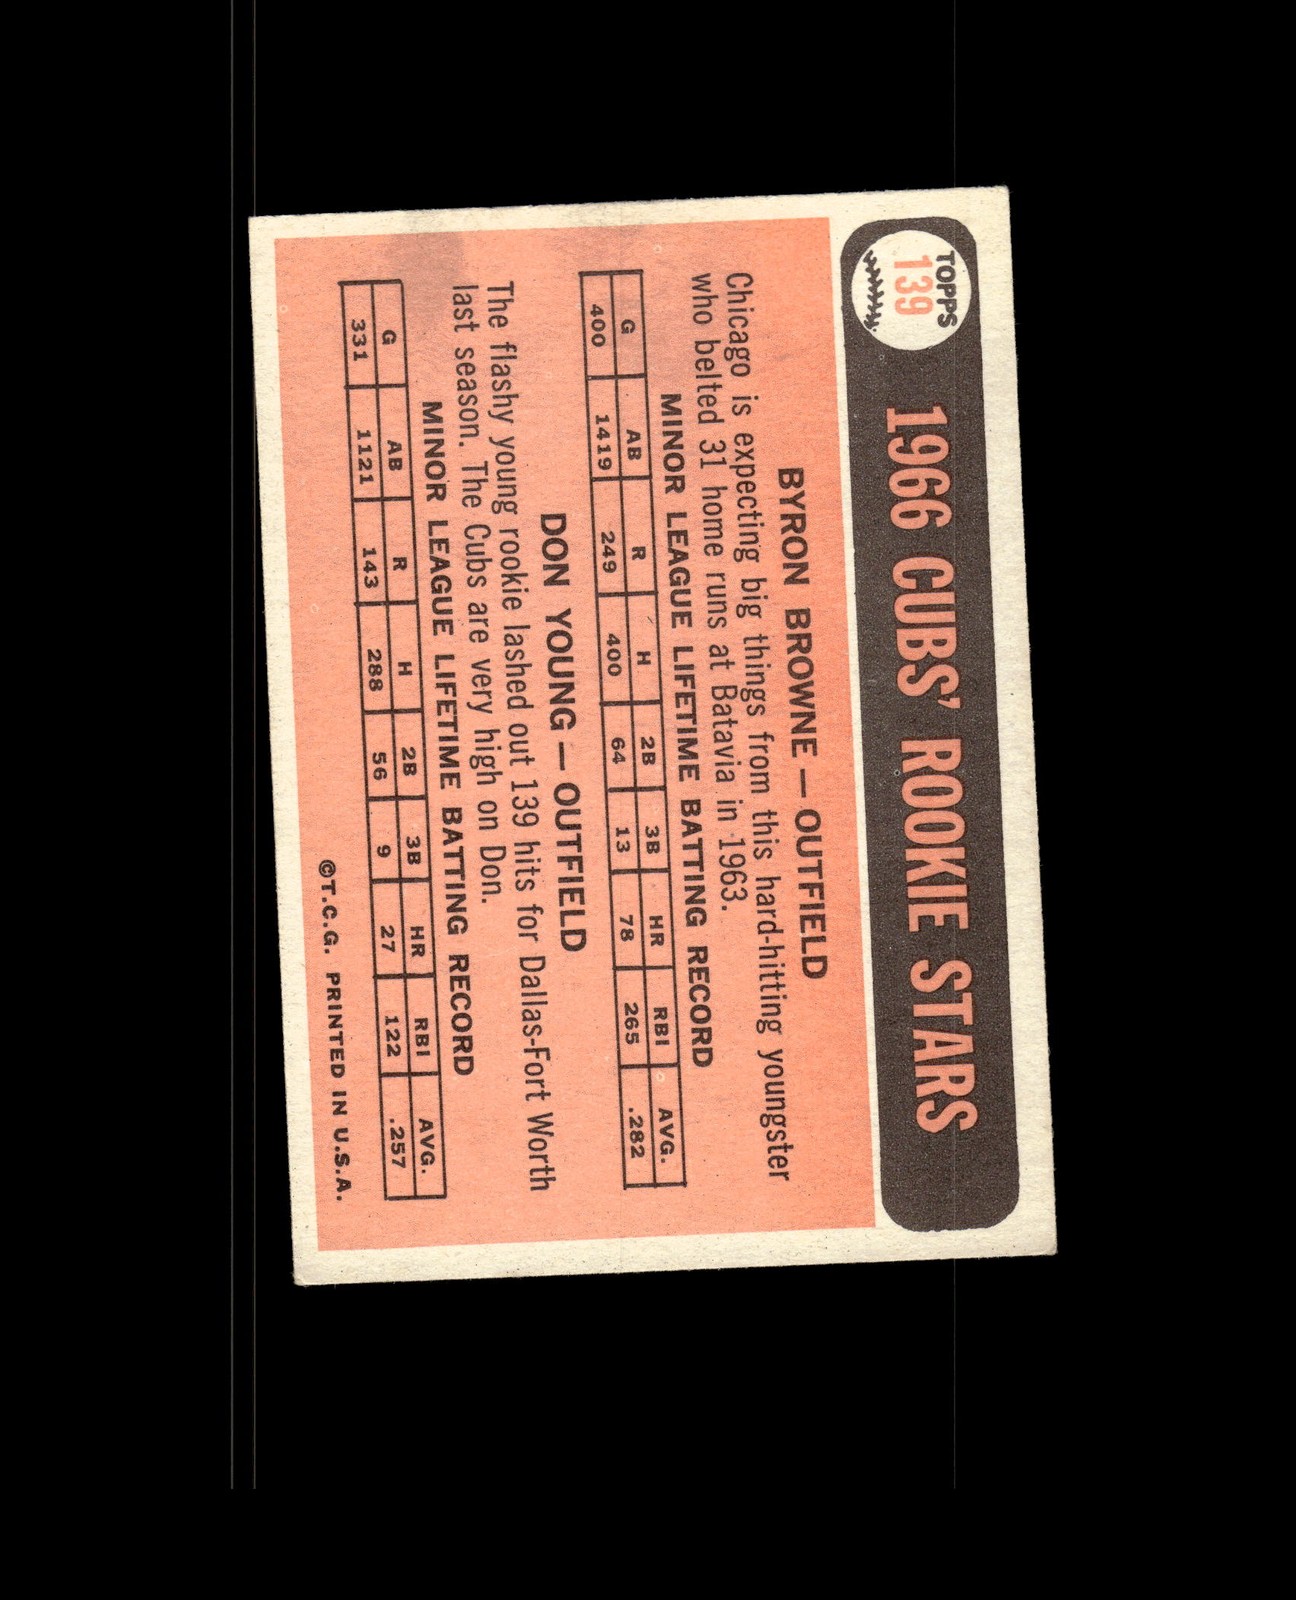 TOPPS
139
1966 CUBS' ROOKIE STARS
BYRON BROWNE — OUTFIELD
Chicago is expecting big things from this hard-hitting youngster
who belted 31 home runs at Batavia in 1963.
MINOR LEAGUE LIFETIME BATTING RECORD
G AB R H 2B 3B HR RBI AVG.
400 1419 249 400 64 13 78 265 .282
DON YOUNG — OUTFIELD
The flashy young rookie lashed out 139 hits for Dallas-Fort Worth
last season. The Cubs are very high on Don.
MINOR LEAGUE LIFETIME BATTING RECORD
G AB R H 2B 3B HR RBI AVG.
331 1121 143 288 56 9 27 122 .257
©T.C.G. PRINTED IN U.S.A.